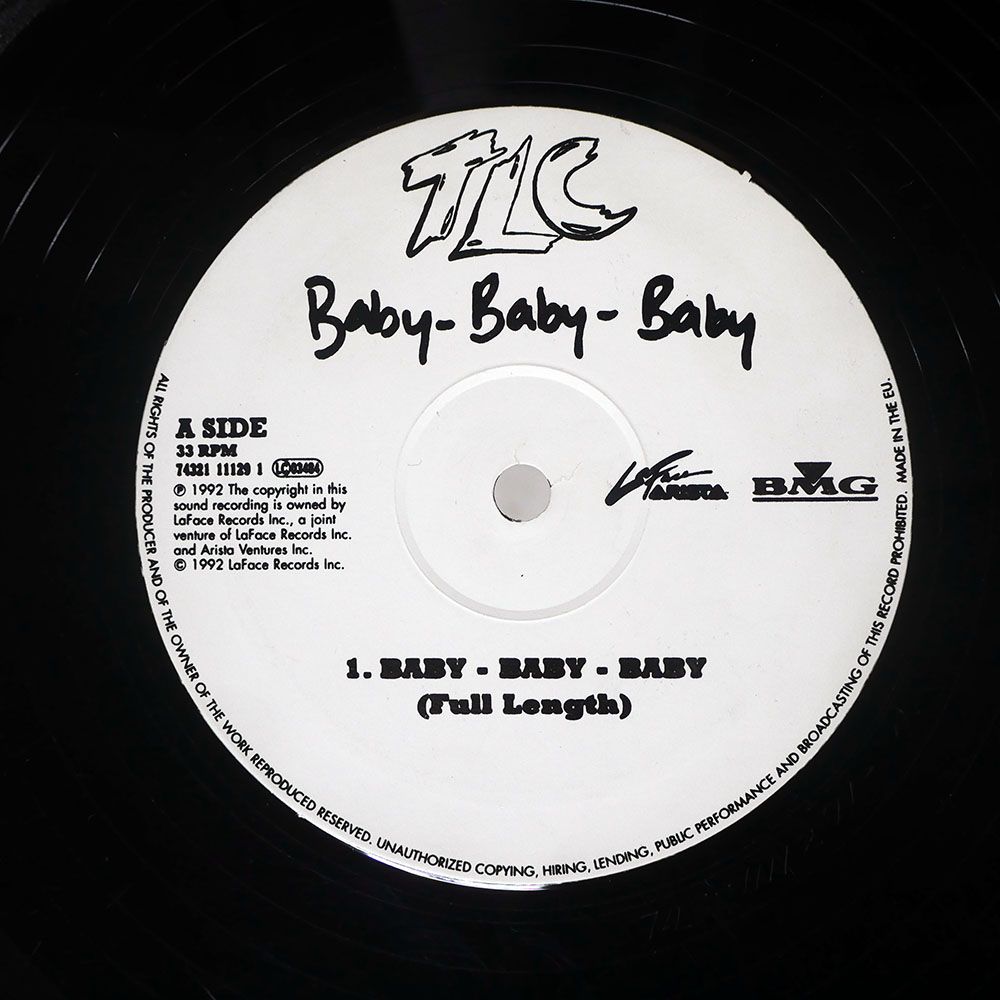 TLC
Baby-Baby-Baby
A SIDE
33 RPM
74321 11129 1 LC03484
℗ 1992 The copyright in this
sound recording is owned by
LaFace Records Inc., a joint
venture of LaFace Records Inc.
and Arista Ventures Inc.
© 1992 LaFace Records Inc.
LaFace
ARISTA
BMG
1. BABY - BABY - BABY
(Full Length)
ALL RIGHTS OF THE PRODUCER AND OF THE OWNER OF THE WORK REPRODUCED RESERVED. UNAUTHORIZED COPYING, HIRING, LENDING, PUBLIC PERFORMANCE AND BROADCASTING OF THIS RECORD PROHIBITED. MADE IN THE EU.